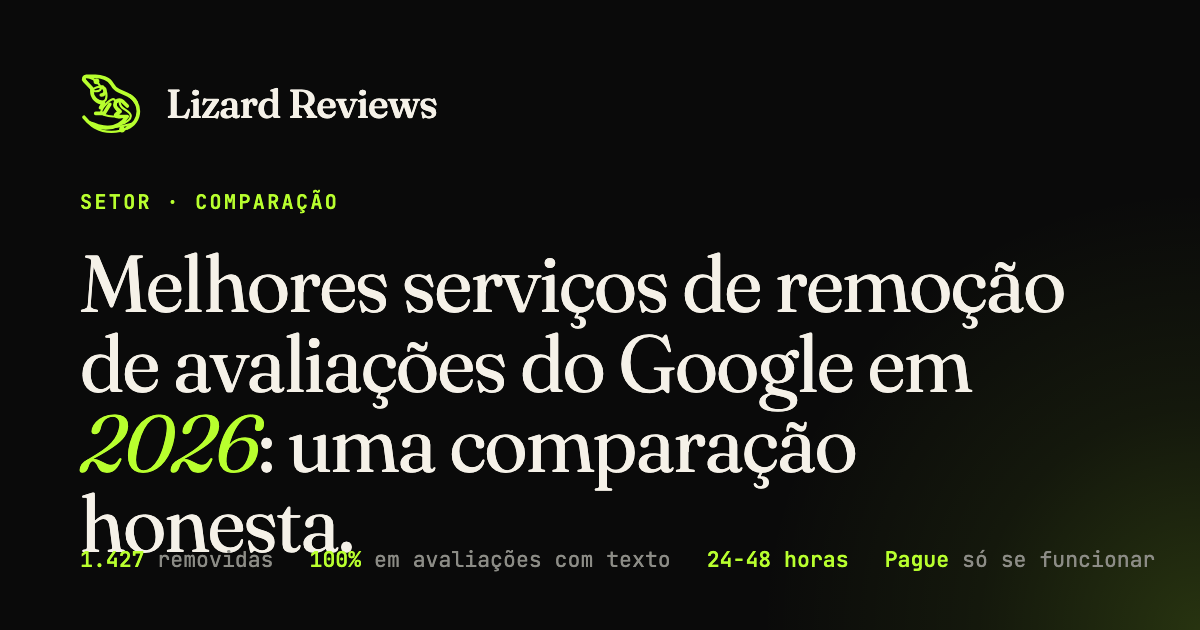 Lizard Reviews
SETOR · COMPARAÇÃO
Melhores serviços de remoção
de avaliações do Google em
2026: uma comparação
honesta.
1.427 removidas 100% em avaliações com texto 24-48 horas Pague só se funcionar